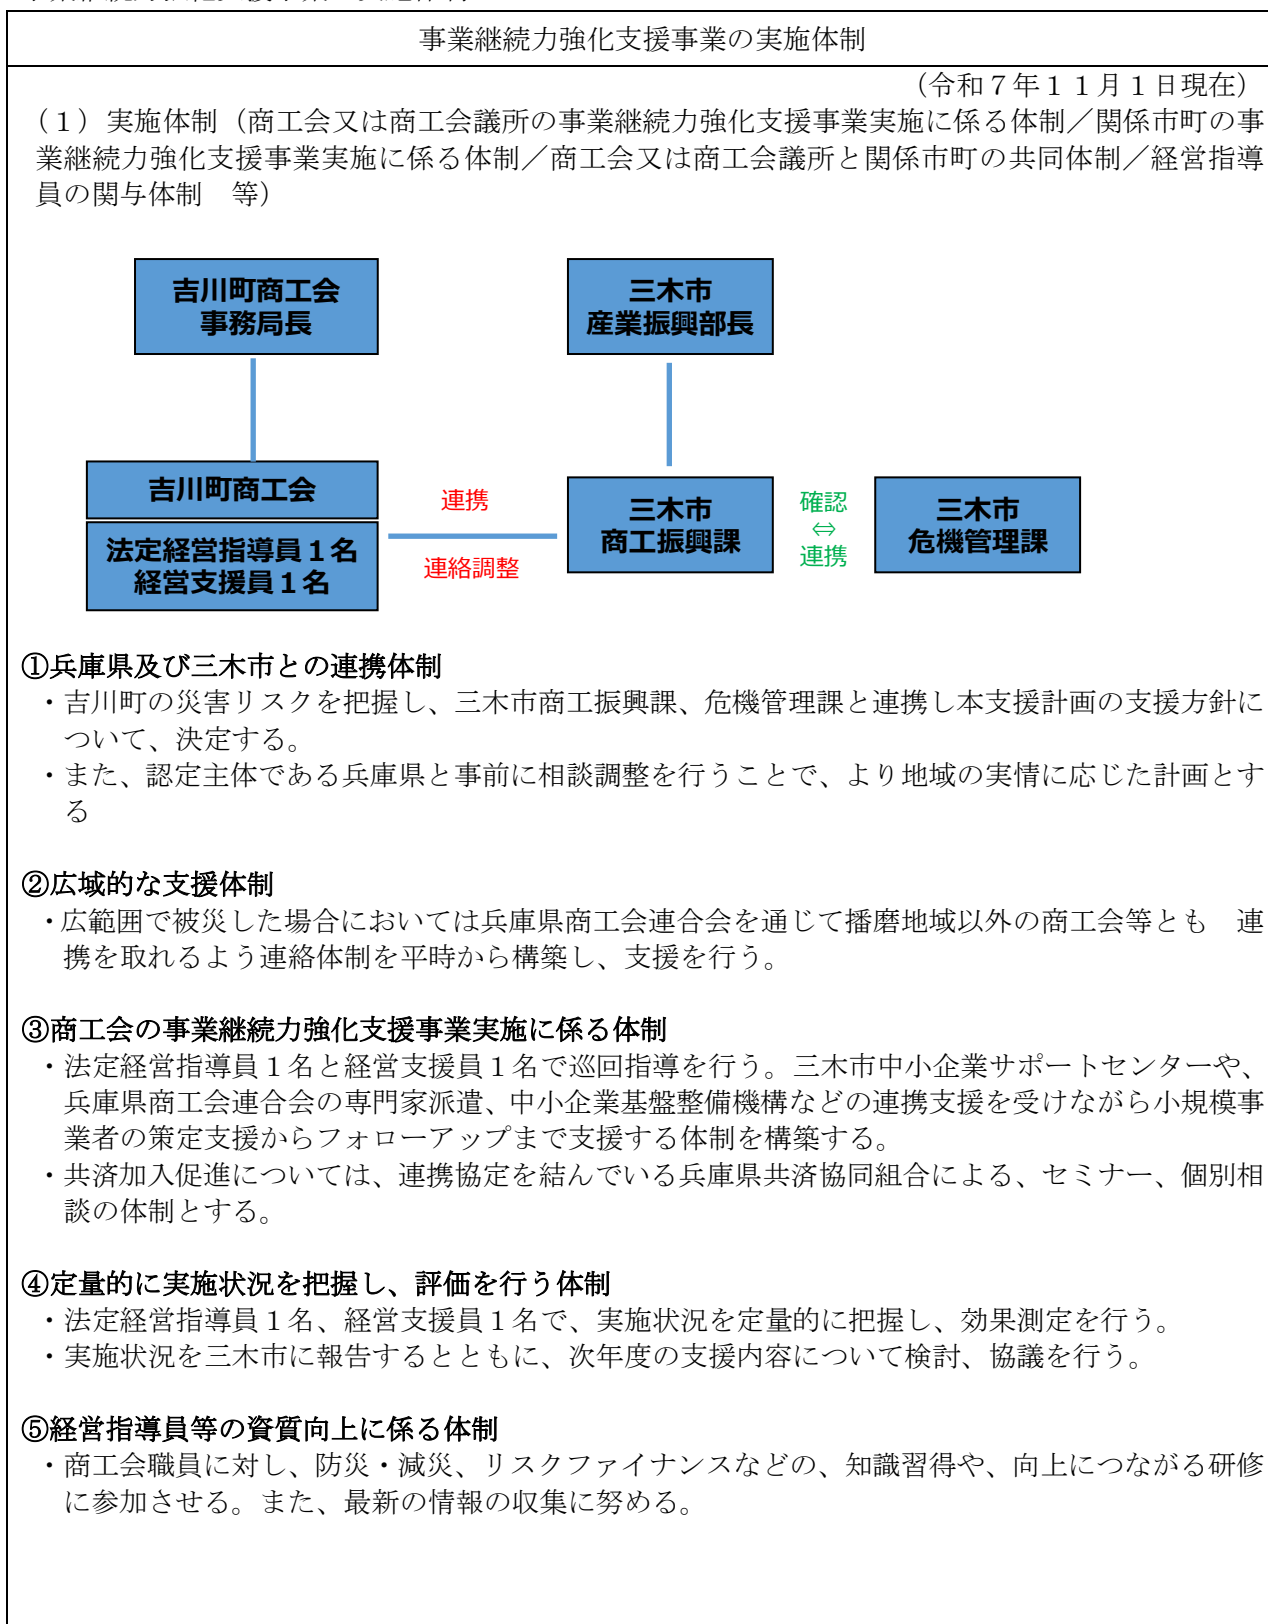 事業継続力強化支援事業の実施体制
（令和７年１１月１日現在）
（１）実施体制（商工会又は商工会議所の事業継続力強化支援事業実施に係る体制／関係市町の事
業継続力強化支援事業実施に係る体制／商工会又は商工会議所と関係市町の共同体制／経営指導
員の関与体制　等）
吉川町商工会
事務局長
三木市
産業振興部長
吉川町商工会
法定経営指導員１名
経営支援員１名
連携
連絡調整
三木市
商工振興課
確認
⇔
連携
三木市
危機管理課
①兵庫県及び三木市との連携体制
・吉川町の災害リスクを把握し、三木市商工振興課、危機管理課と連携し本支援計画の支援方針に
ついて、決定する。
・また、認定主体である兵庫県と事前に相談調整を行うことで、より地域の実情に応じた計画とす
る
②広域的な支援体制
・広範囲で被災した場合においては兵庫県商工会連合会を通じて播磨地域以外の商工会等とも　連
携を取れるよう連絡体制を平時から構築し、支援を行う。
③商工会の事業継続力強化支援事業実施に係る体制
・法定経営指導員１名と経営支援員１名で巡回指導を行う。三木市中小企業サポートセンターや、
兵庫県商工会連合会の専門家派遣、中小企業基盤整備機構などの連携支援を受けながら小規模事
業者の策定支援からフォローアップまで支援する体制を構築する。
・共済加入促進については、連携協定を結んでいる兵庫県共済協同組合による、セミナー、個別相
談の体制とする。
④定量的に実施状況を把握し、評価を行う体制
・法定経営指導員１名、経営支援員１名で、実施状況を定量的に把握し、効果測定を行う。
・実施状況を三木市に報告するとともに、次年度の支援内容について検討、協議を行う。
⑤経営指導員等の資質向上に係る体制
・商工会職員に対し、防災・減災、リスクファイナンスなどの、知識習得や、向上につながる研修
に参加させる。また、最新の情報の収集に努める。